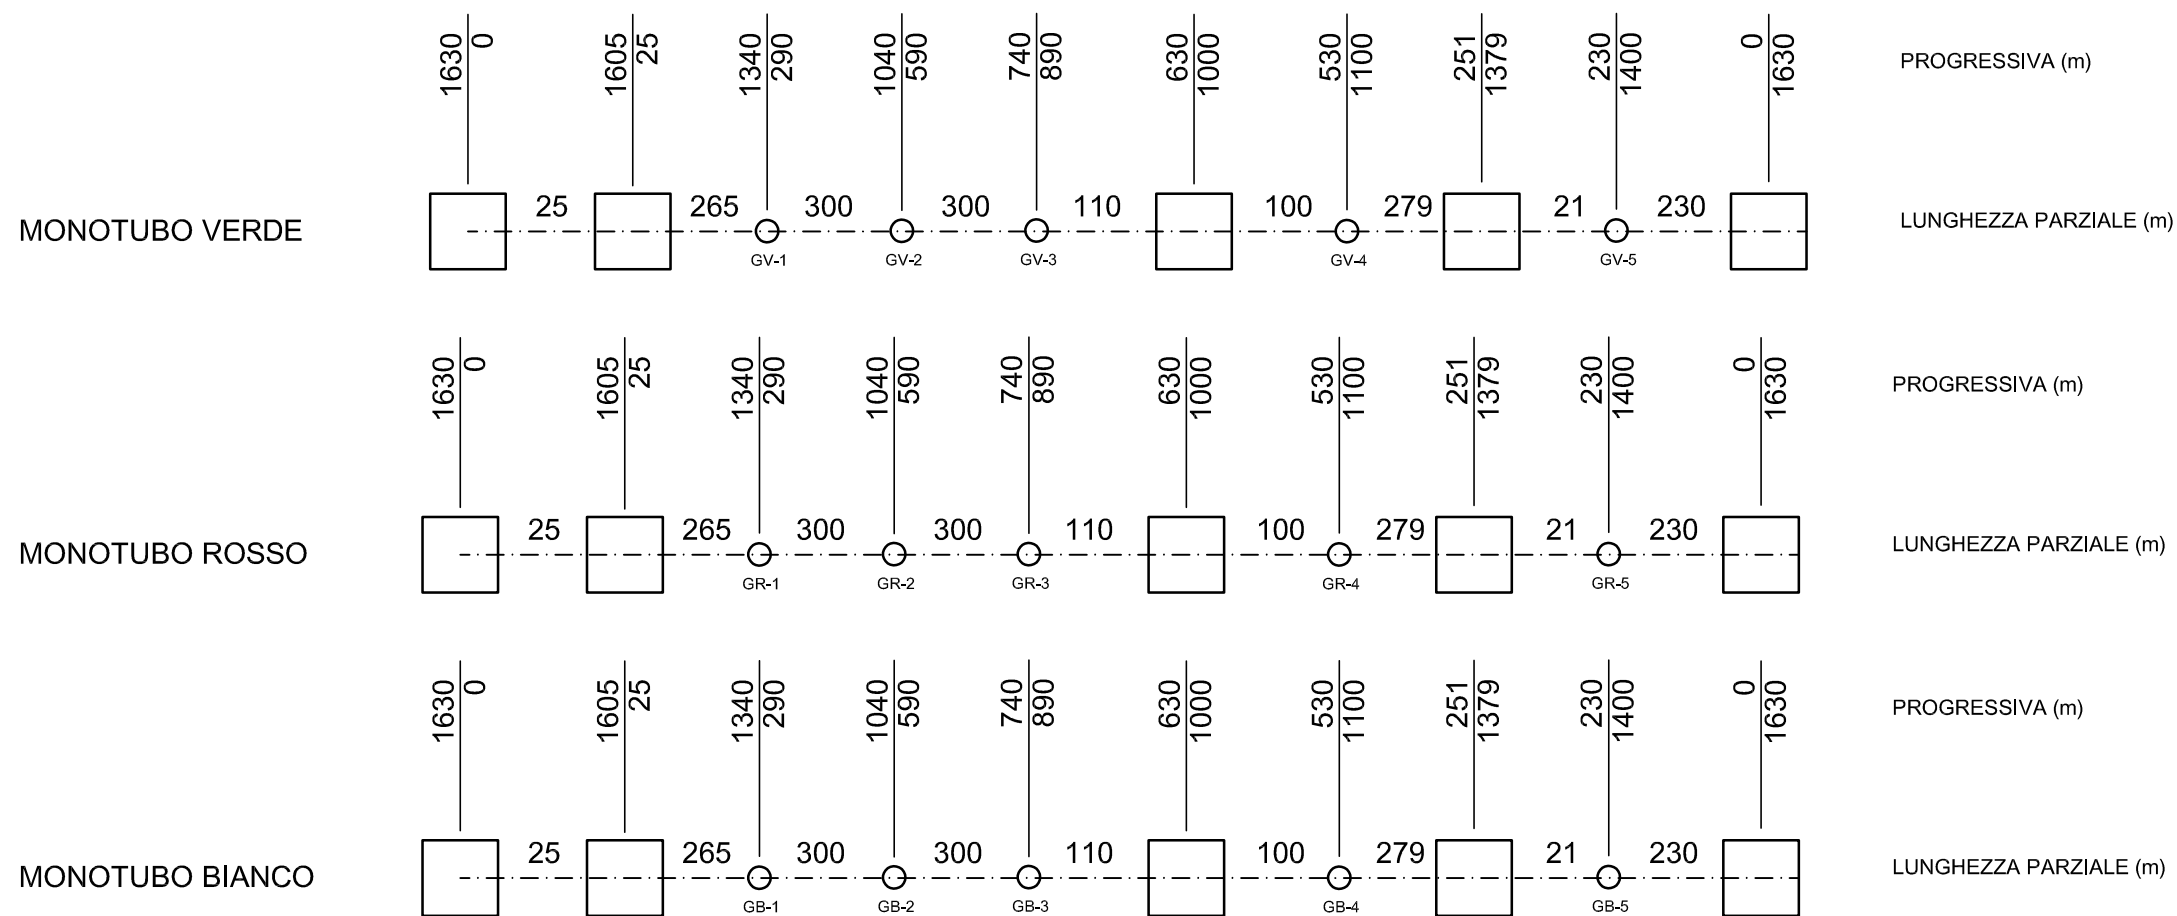 1630 0 1605 25 1340 290 1040 590 740 890 630 1000 530 1100 251 1379 230 1400 0 1630 PROGRESSIVA (m)
MONOTUBO VERDE 25 265 300 300 110 100 279 21 230 LUNGHEZZA PARZIALE (m)
GV-1 GV-2 GV-3 GV-4 GV-5
1630 0 1605 25 1340 290 1040 590 740 890 630 1000 530 1100 251 1379 230 1400 0 1630 PROGRESSIVA (m)
MONOTUBO ROSSO 25 265 300 300 110 100 279 21 230 LUNGHEZZA PARZIALE (m)
GR-1 GR-2 GR-3 GR-4 GR-5
1630 0 1605 25 1340 290 1040 590 740 890 630 1000 530 1100 251 1379 230 1400 0 1630 PROGRESSIVA (m)
MONOTUBO BIANCO 25 265 300 300 110 100 279 21 230 LUNGHEZZA PARZIALE (m)
GB-1 GB-2 GB-3 GB-4 GB-5